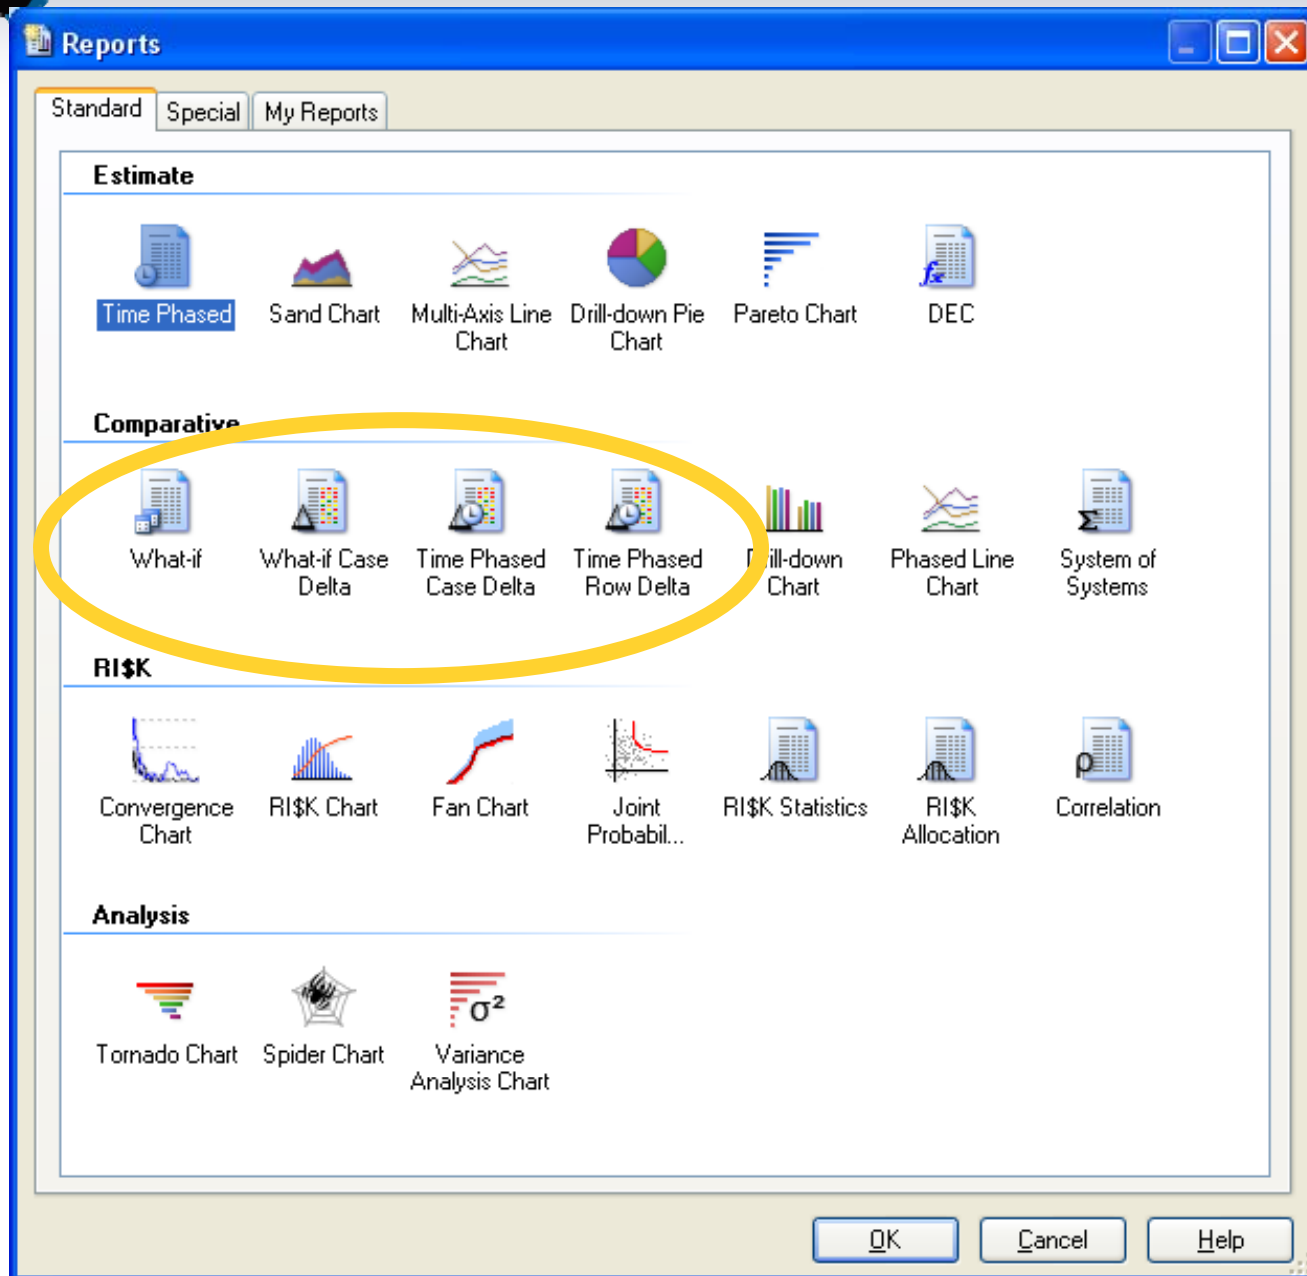 Reports
Standard Special My Reports
Estimate
Time Phased Sand Chart Multi-Axis Line Chart Drill-down Pie Chart Pareto Chart DEC
Comparative
What-if What-if Case Delta Time Phased Case Delta Time Phased Row Delta Drill-down Chart Phased Line Chart System of Systems
RI$K
Convergence Chart RI$K Chart Fan Chart Joint Probabil... RI$K Statistics RI$K Allocation Correlation
Analysis
Tornado Chart Spider Chart Variance Analysis Chart
OK Cancel Help